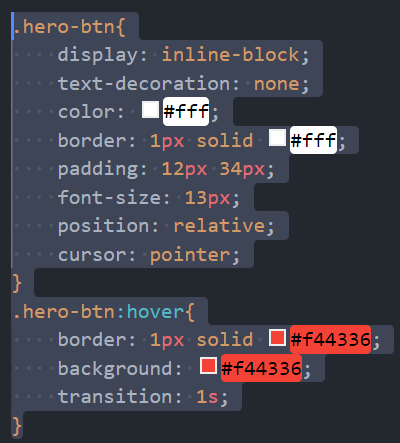 .hero-btn{
display: inline-block;
text-decoration: none;
color: #fff;
border: 1px solid #fff;
padding: 12px 34px;
font-size: 13px;
position: relative;
cursor: pointer;
}
.hero-btn:hover{
border: 1px solid #f44336;
background: #f44336;
transition: 1s;
}